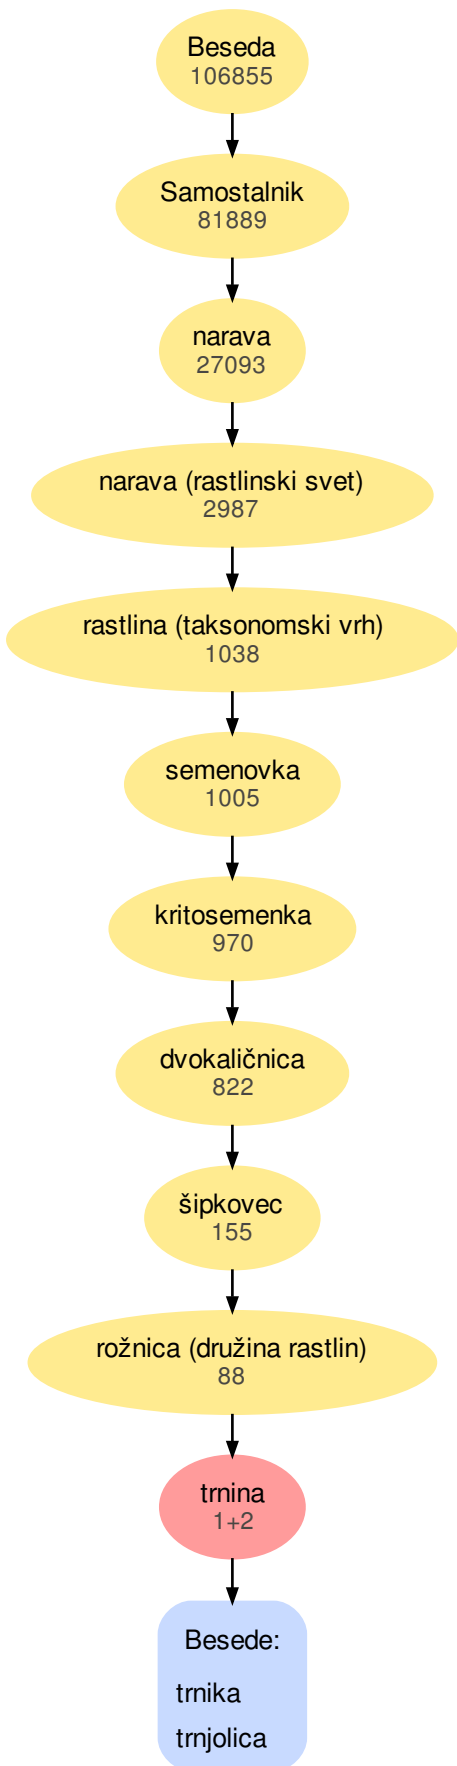 Beseda
106855
Samostalnik
81889
narava
27093
narava (rastlinski svet)
2987
rastlina (taksonomski vrh)
1038
semenovka
1005
kritosemenka
970
dvokaličnica
822
šipkovec
155
rožnica (družina rastlin)
88
trnina
1+2
Besede:
trnika
trnjolica